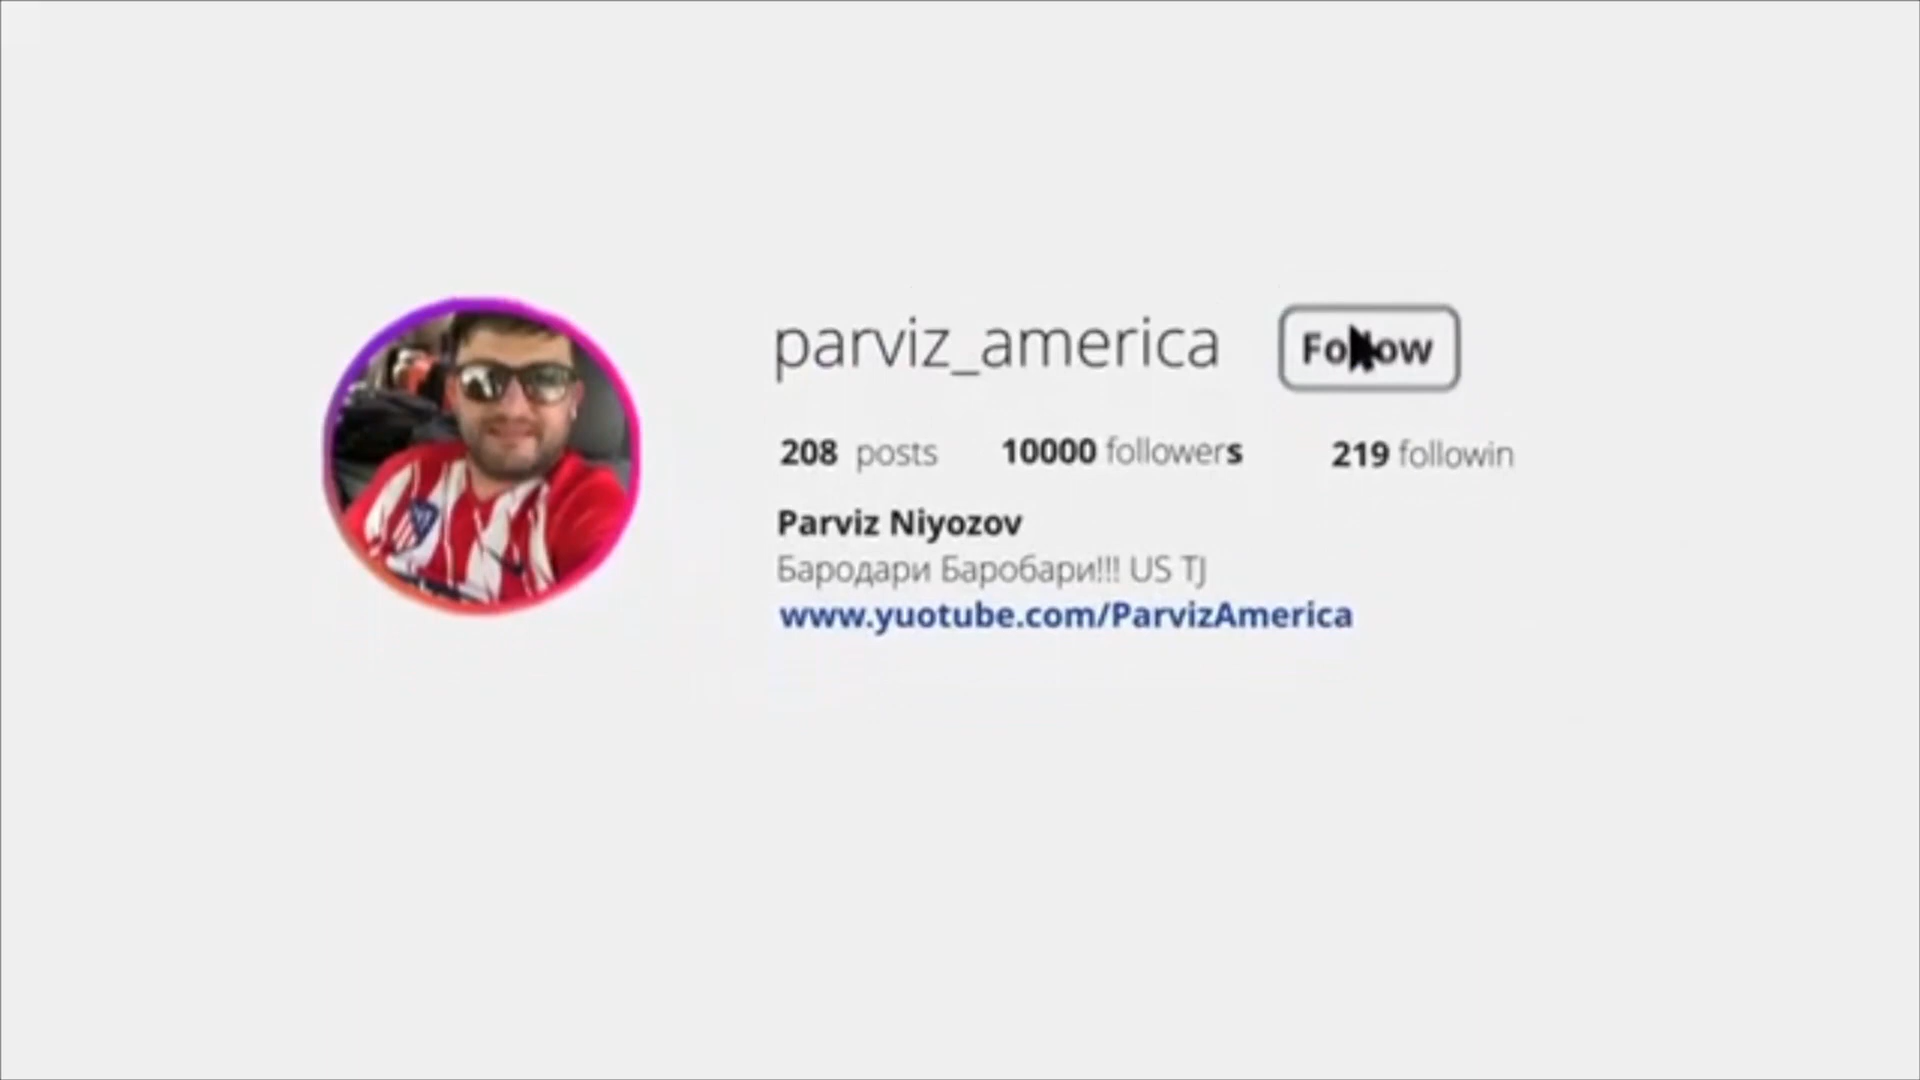 parviz_america Follow
208 posts 10000 followers 219 followin
Parviz Niyozov
Бародари Баробари!!! US TJ
www.yuotube.com/ParvizAmerica